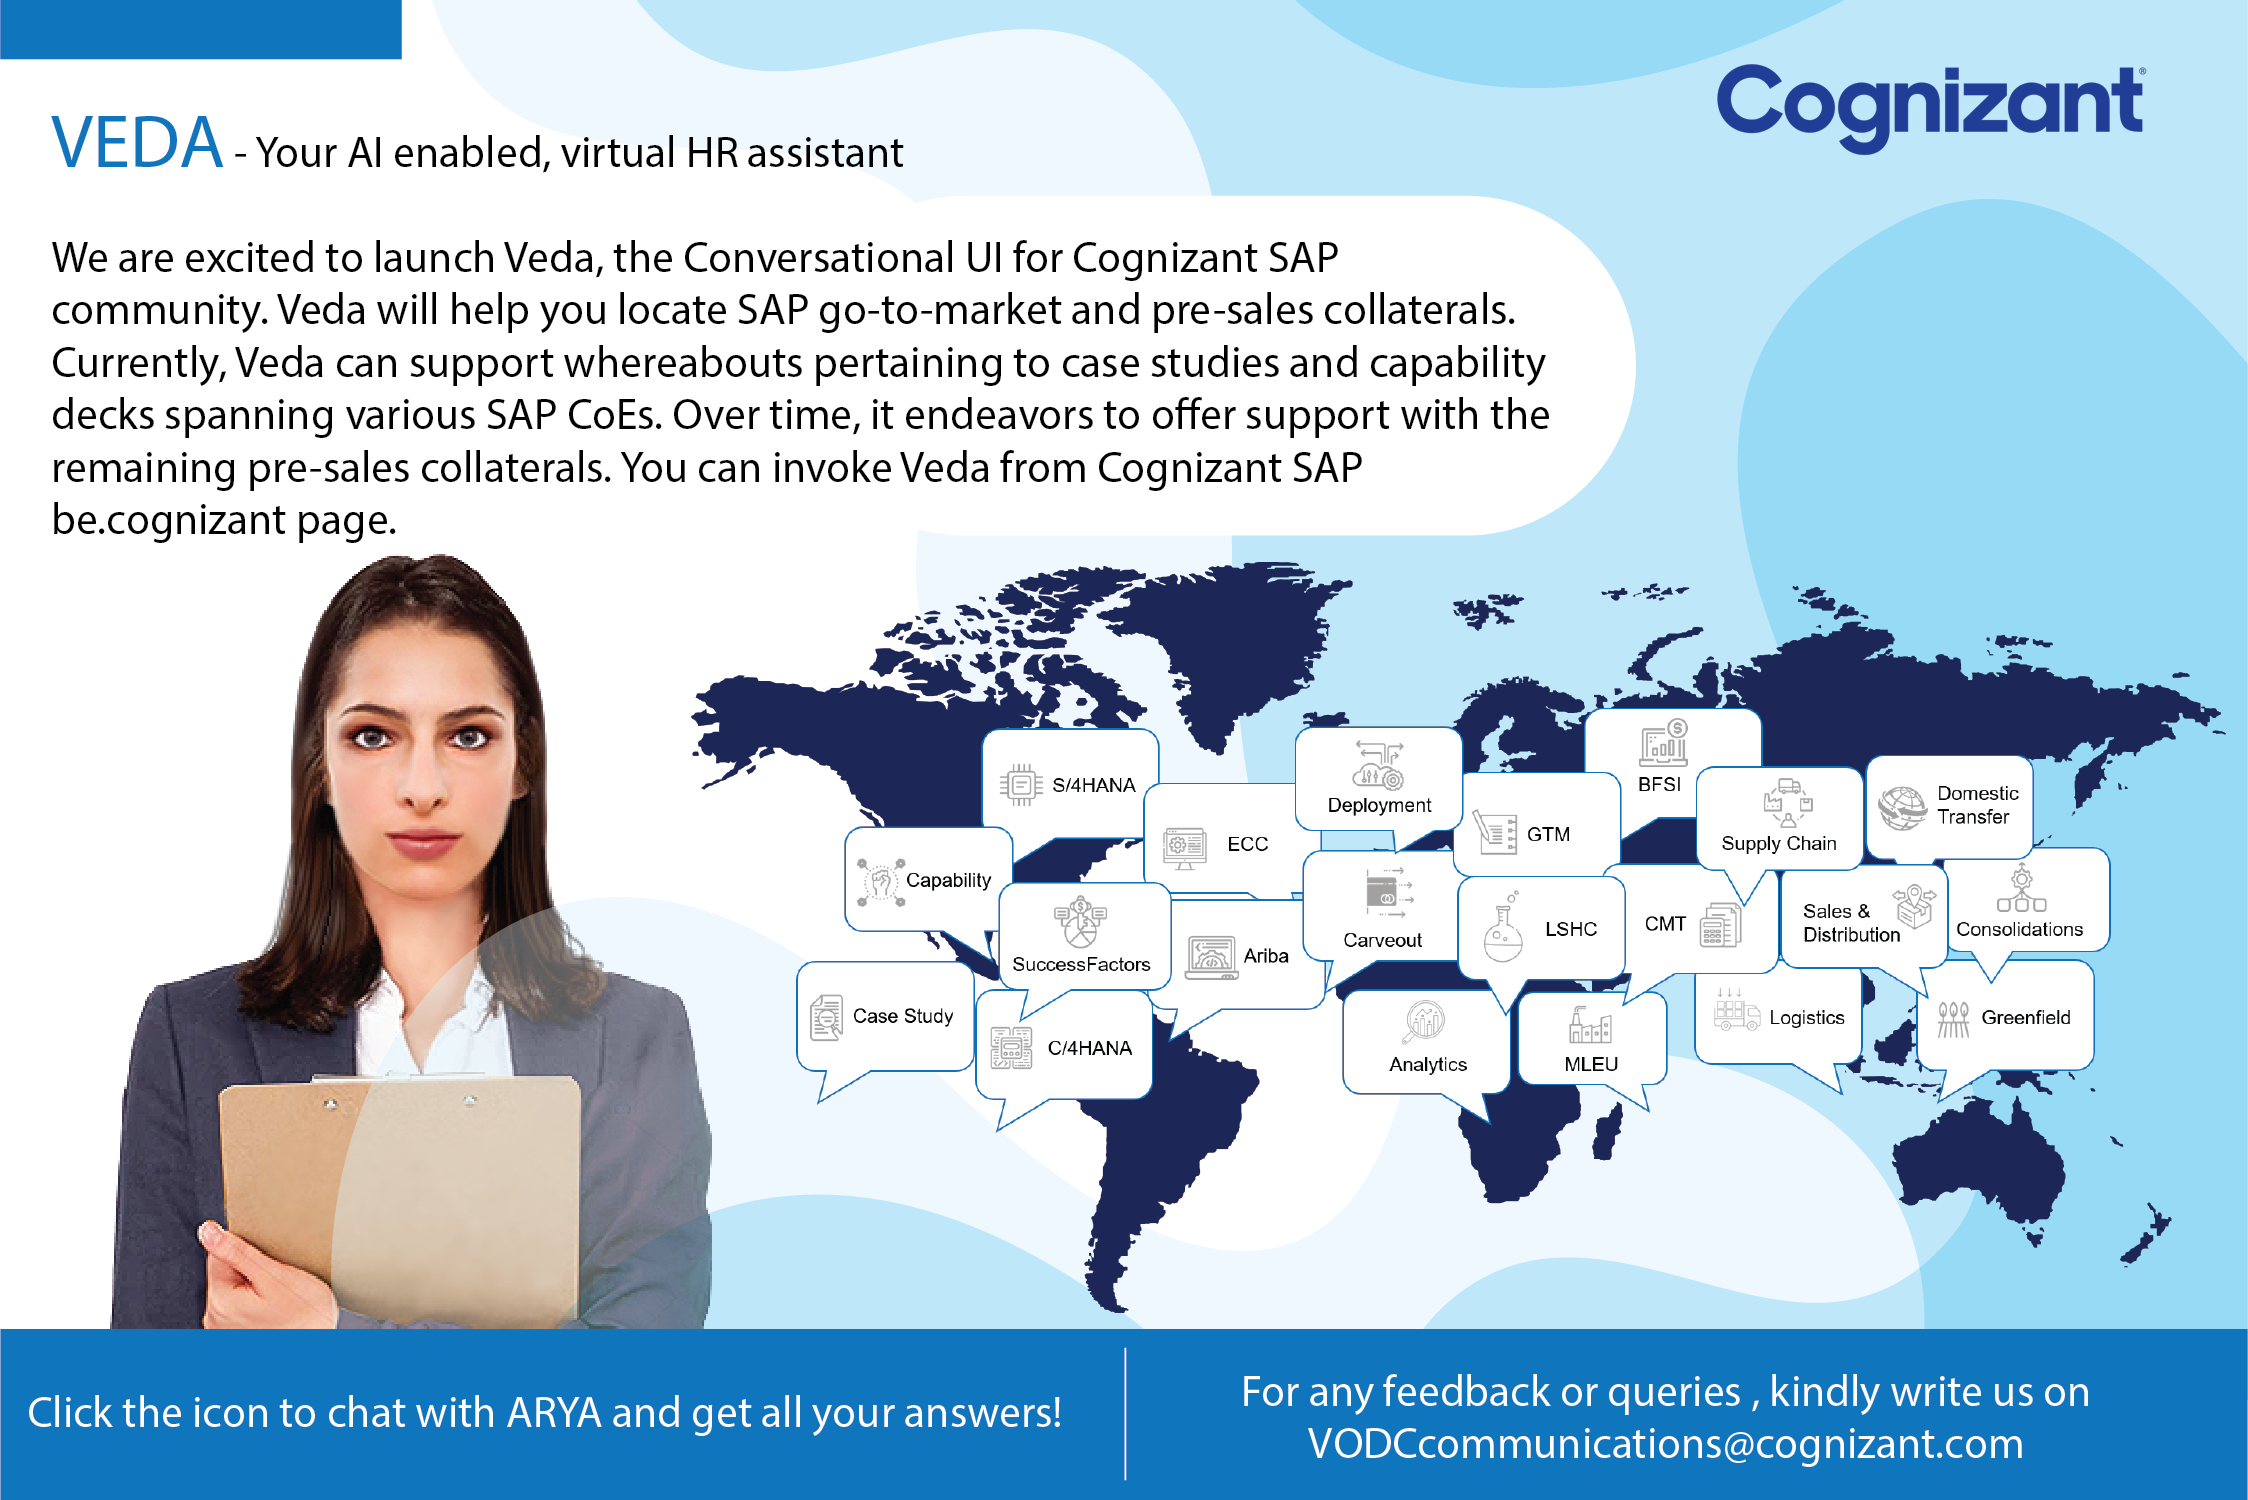 Cognizant®
VEDA - Your AI enabled, virtual HR assistant
We are excited to launch Veda, the Conversational UI for Cognizant SAP
community. Veda will help you locate SAP go-to-market and pre-sales collaterals.
Currently, Veda can support whereabouts pertaining to case studies and capability
decks spanning various SAP CoEs. Over time, it endeavors to offer support with the
remaining pre-sales collaterals. You can invoke Veda from Cognizant SAP
be.cognizant page.
S/4HANA
Deployment
BFSI
Domestic
Transfer
ECC
GTM
Supply Chain
Capability
SuccessFactors
Ariba
Carveout
LSHC
CMT
Sales &
Distribution
Consolidations
Case Study
C/4HANA
Analytics
MLEU
Logistics
Greenfield
Click the icon to chat with ARYA and get all your answers!
For any feedback or queries , kindly write us on
VODCcommunications@cognizant.com